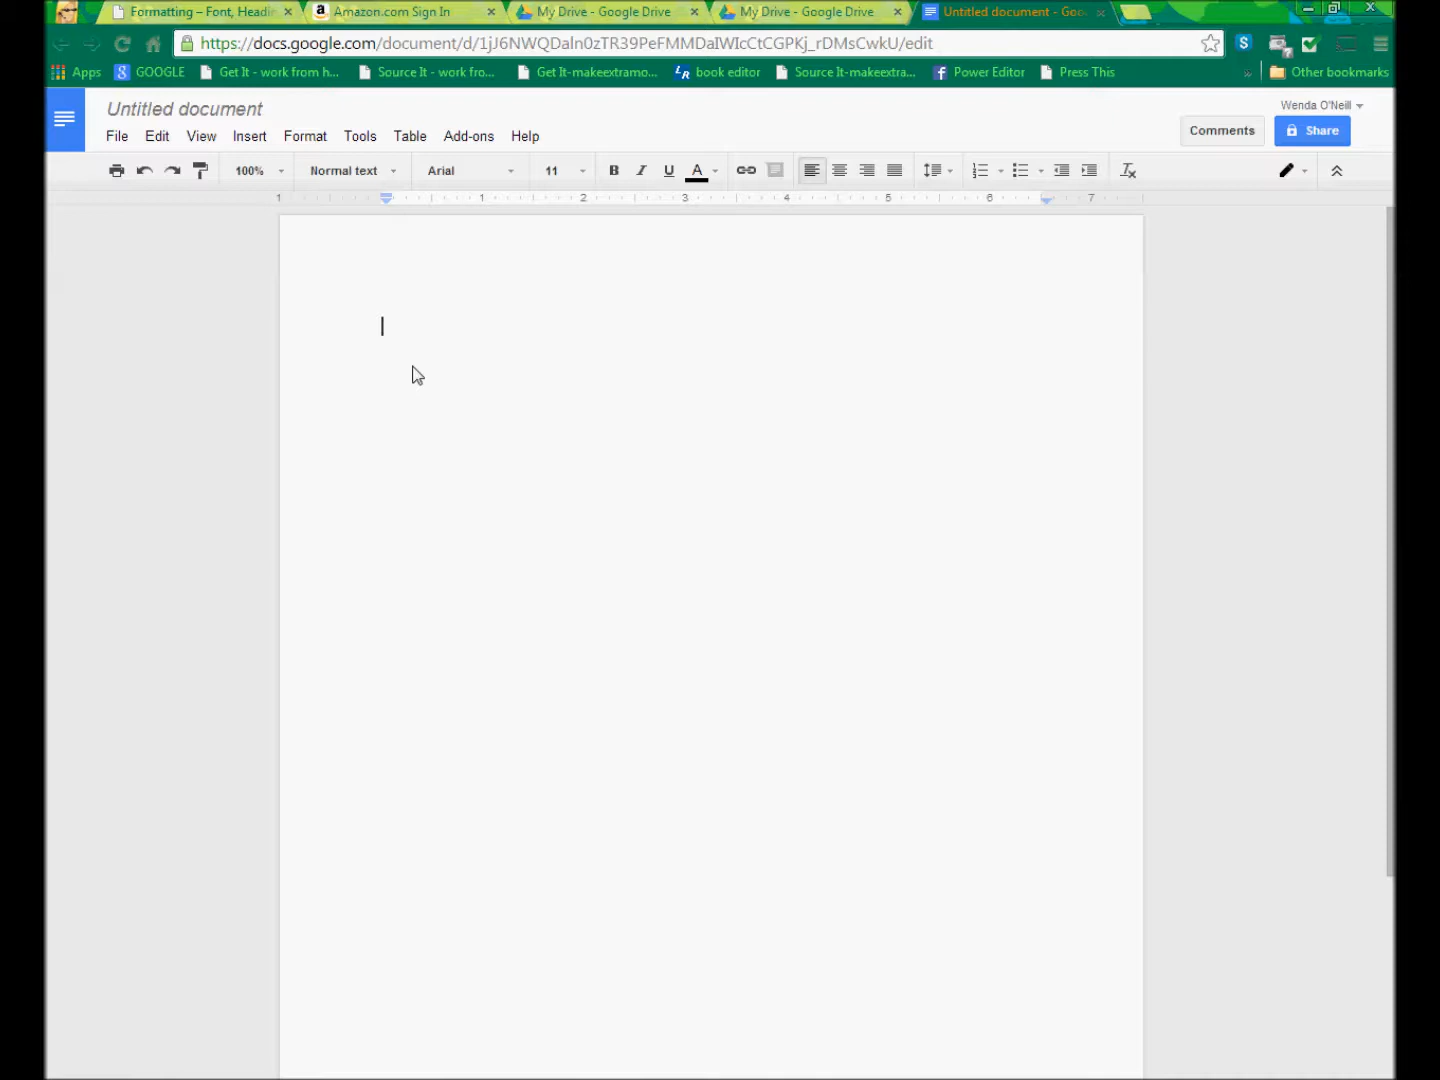 Formatting – Font, Headi
Amazon.com Sign In
My Drive - Google Drive
My Drive - Google Drive
Untitled document - Goo
https://docs.google.com/document/d/1jJ6NWQDaln0zTR39PeFMMDaIWIcCtCGPKj_rDMsCwkU/edit
Apps
GOOGLE
Get It - work from h...
Source It - work fro...
Get It-makeextramo...
book editor
Source It-makeextra...
Power Editor
Press This
Other bookmarks
Untitled document
Wenda O'Neill
File Edit View Insert Format Tools Table Add-ons Help
Comments
Share
100% Normal text Arial 11 B I U A
1 1 2 3 4 5 6 7